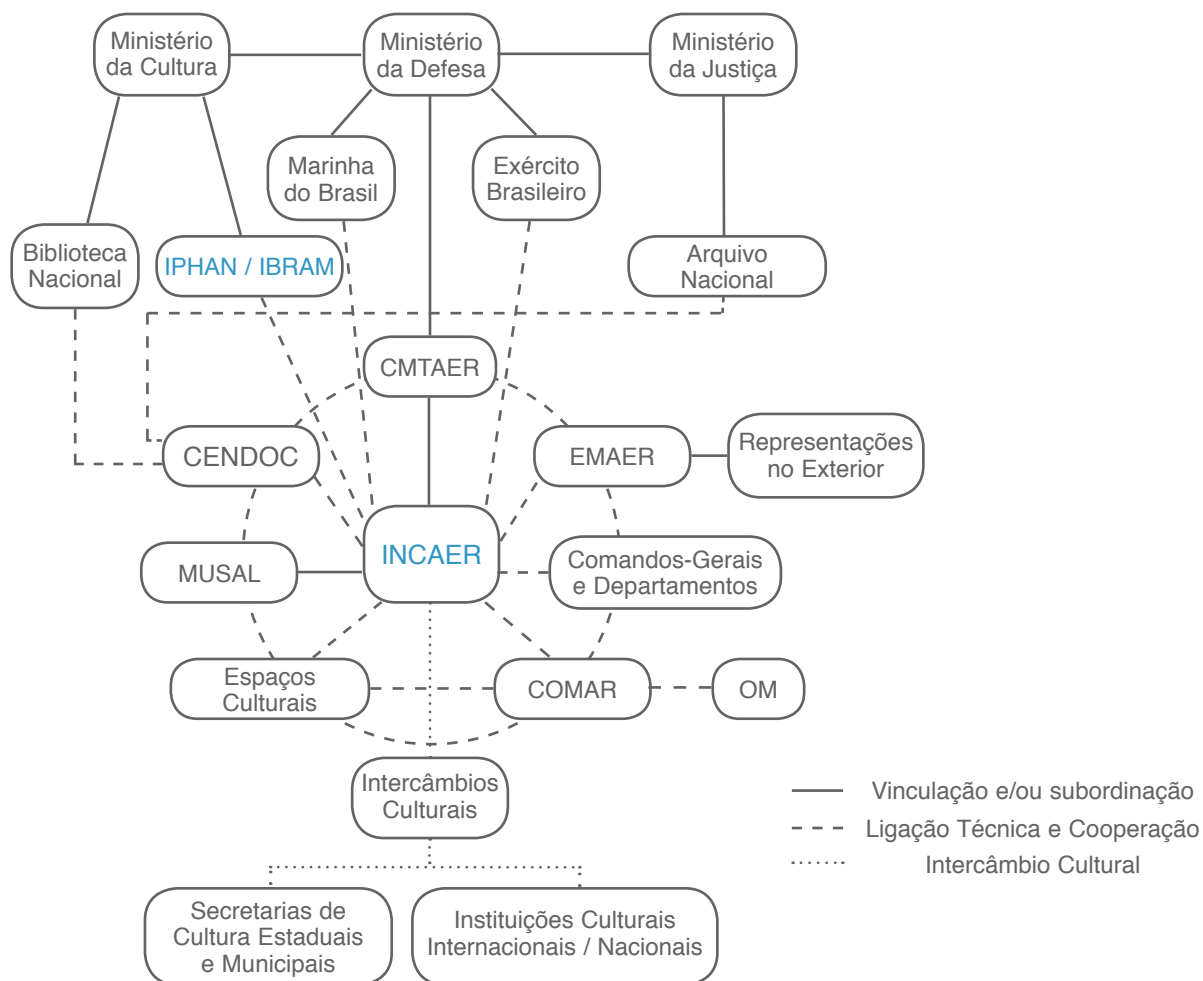 Ministério
da Cultura
Ministério
da Defesa
Ministério
da Justiça
Marinha
do Brasil
Exército
Brasileiro
Biblioteca
Nacional
IPHAN / IBRAM
Arquivo
Nacional
CMTAER
CENDOC
EMAER
Representações
no Exterior
INCAER
MUSAL
Comandos-Gerais
e Departamentos
Espaços
Culturais
COMAR
OM
Intercâmbios
Culturais
Vinculação e/ou subordinação
Ligação Técnica e Cooperação
Intercâmbio Cultural
Secretarias de
Cultura Estaduais
e Municipais
Instituições Culturais
Internacionais / Nacionais